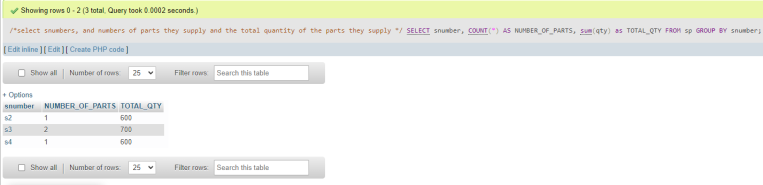 Showing rows 0 - 2 (3 total, Query took 0.0002 seconds.)
/*select snumbers, and numbers of parts they supply and the total quantity of the parts they supply */ SELECT snumber, COUNT(*) AS NUMBER_OF_PARTS, sum(qty) as TOTAL_QTY FROM sp GROUP BY snumber;
[ Edit inline ] [ Edit ] [ Create PHP code ]
Show all | Number of rows: 25 Filter rows: Search this table
+ Options
snumber NUMBER_OF_PARTS TOTAL_QTY
s2 1 600
s3 2 700
s4 1 600
Show all | Number of rows: 25 Filter rows: Search this table